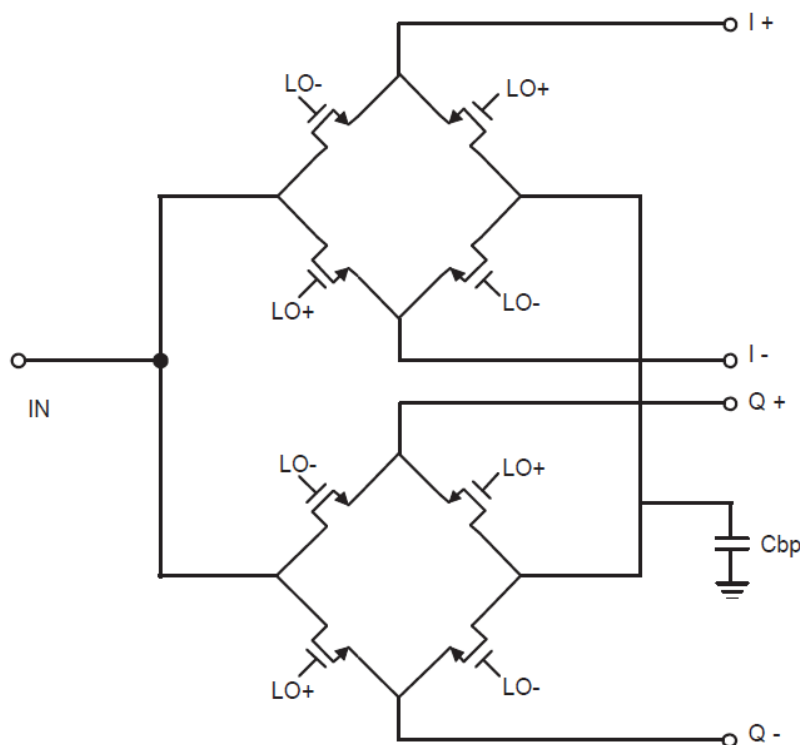 I +
LO-
LO+
LO+
LO-
I -
IN
Q +
LO-
LO+
Cbp
LO+
LO-
Q -